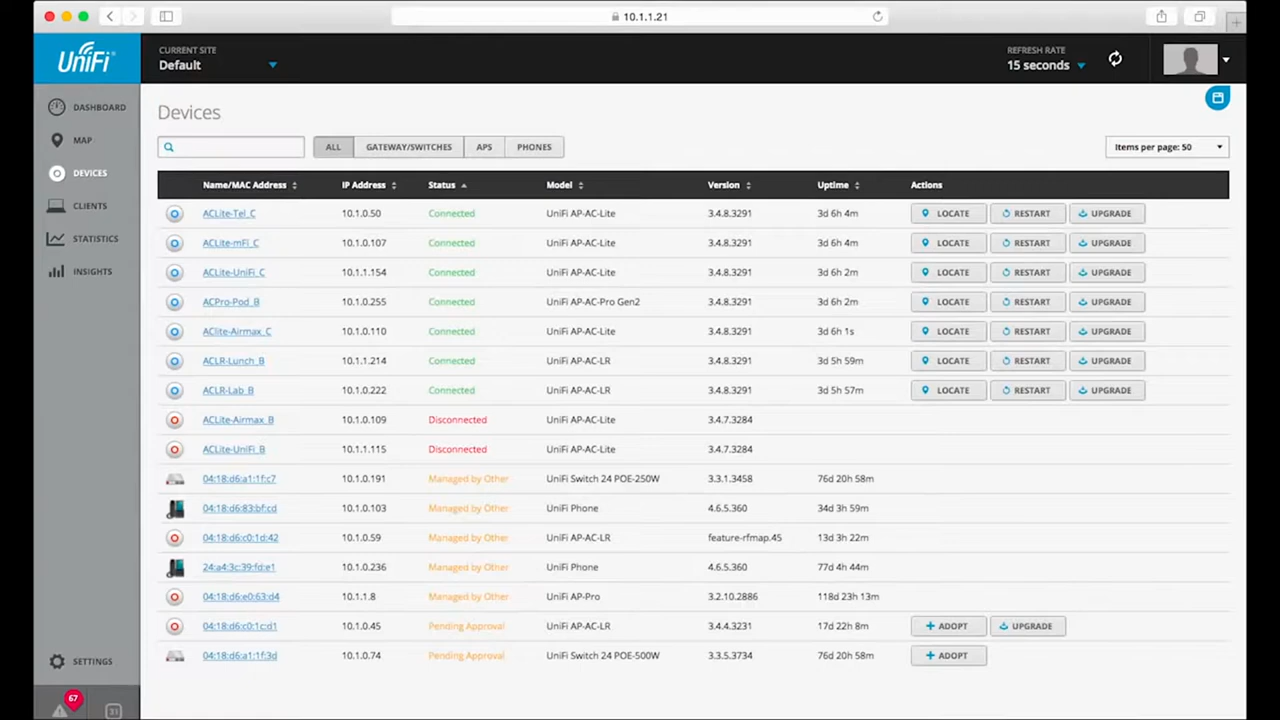 10.1.1.21
UniFi
CURRENT SITE
Default
REFRESH RATE
15 seconds
DASHBOARD
MAP
DEVICES
CLIENTS
STATISTICS
INSIGHTS
SETTINGS
67
31
Devices
ALL GATEWAY/SWITCHES APS PHONES Items per page: 50
Name/MAC Address IP Address Status Model Version Uptime Actions
ACLite-Tel_C 10.1.0.50 Connected UniFi AP-AC-Lite 3.4.8.3291 3d 6h 4m LOCATE RESTART UPGRADE
ACLite-mFi_C 10.1.0.107 Connected UniFi AP-AC-Lite 3.4.8.3291 3d 6h 4m LOCATE RESTART UPGRADE
ACLite-UniFi_C 10.1.1.154 Connected UniFi AP-AC-Lite 3.4.8.3291 3d 6h 2m LOCATE RESTART UPGRADE
ACPro-Pod_B 10.1.0.255 Connected UniFi AP-AC-Pro Gen2 3.4.8.3291 3d 6h 2m LOCATE RESTART UPGRADE
AClite-Airmax_C 10.1.0.110 Connected UniFi AP-AC-Lite 3.4.8.3291 3d 6h 1s LOCATE RESTART UPGRADE
ACLR-Lunch_B 10.1.1.214 Connected UniFi AP-AC-LR 3.4.8.3291 3d 5h 59m LOCATE RESTART UPGRADE
ACLR-Lab_B 10.1.0.222 Connected UniFi AP-AC-LR 3.4.8.3291 3d 5h 57m LOCATE RESTART UPGRADE
ACLite-Airmax_B 10.1.0.109 Disconnected UniFi AP-AC-Lite 3.4.7.3284
ACLite-UniFi_B 10.1.1.115 Disconnected UniFi AP-AC-Lite 3.4.7.3284
04:18:d6:a1:1f:c7 10.1.0.191 Managed by Other UniFi Switch 24 POE-250W 3.3.1.3458 76d 20h 58m
04:18:d6:83:bf:cd 10.1.0.103 Managed by Other UniFi Phone 4.6.5.360 34d 3h 59m
04:18:d6:c0:1d:42 10.1.0.59 Managed by Other UniFi AP-AC-LR feature-rfmap.45 13d 3h 22m
24:a4:3c:39:fd:e1 10.1.0.236 Managed by Other UniFi Phone 4.6.5.360 77d 4h 44m
04:18:d6:e0:63:d4 10.1.1.8 Managed by Other UniFi AP-Pro 3.2.10.2886 118d 23h 13m
04:18:d6:c0:1c:d1 10.1.0.45 Pending Approval UniFi AP-AC-LR 3.4.4.3231 17d 22h 8m ADOPT UPGRADE
04:18:d6:a1:1f:3d 10.1.0.74 Pending Approval UniFi Switch 24 POE-500W 3.3.5.3734 76d 20h 58m ADOPT